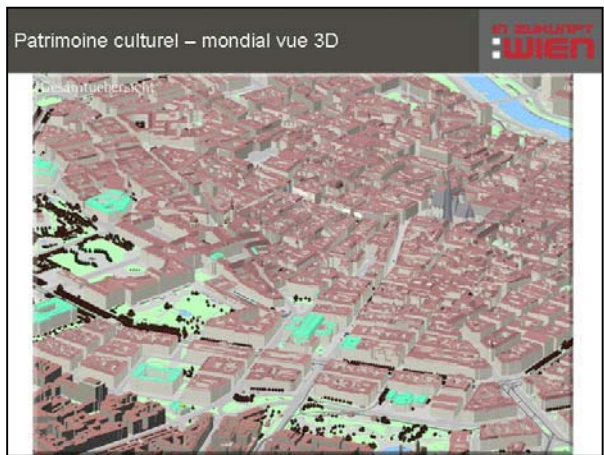 Patrimoine culturel – mondial vue 3D
IN ZUKUNFT
:WIEN
Gesamtuebersicht